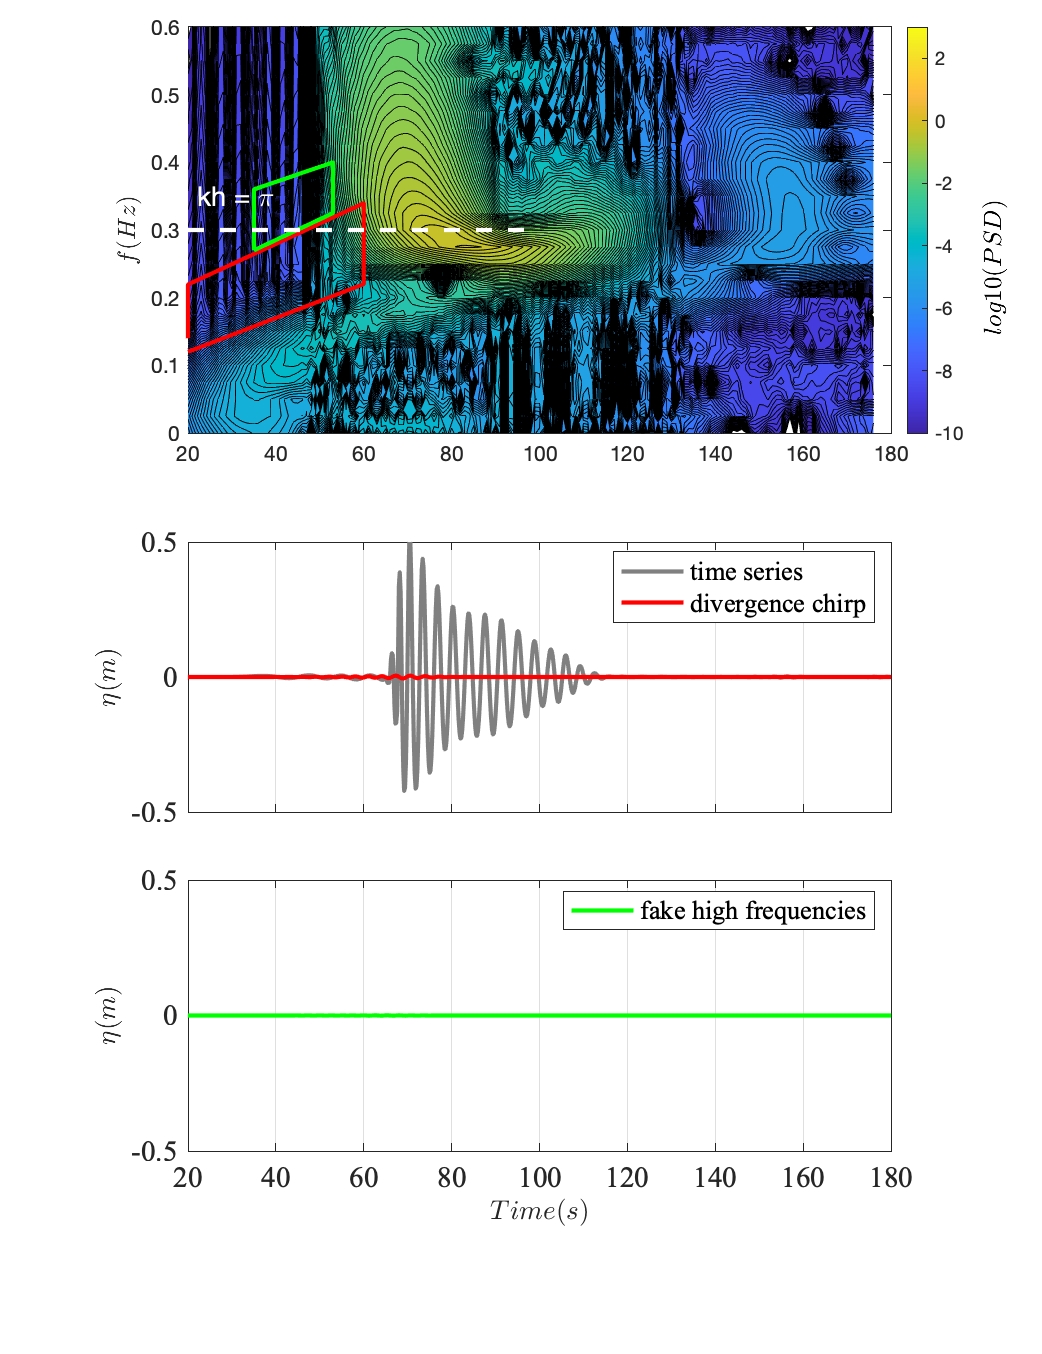 0.6
0.5
0.4
0.3
0.2
0.1
0
f(Hz)
kh = π
20 40 60 80 100 120 140 160 180
2
0
-2
-4
-6
-8
-10
log10(PSD)
0.5
0
-0.5
η(m)
time series
divergence chirp
0.5
0
-0.5
η(m)
fake high frequencies
20 40 60 80 100 120 140 160 180
Time(s)